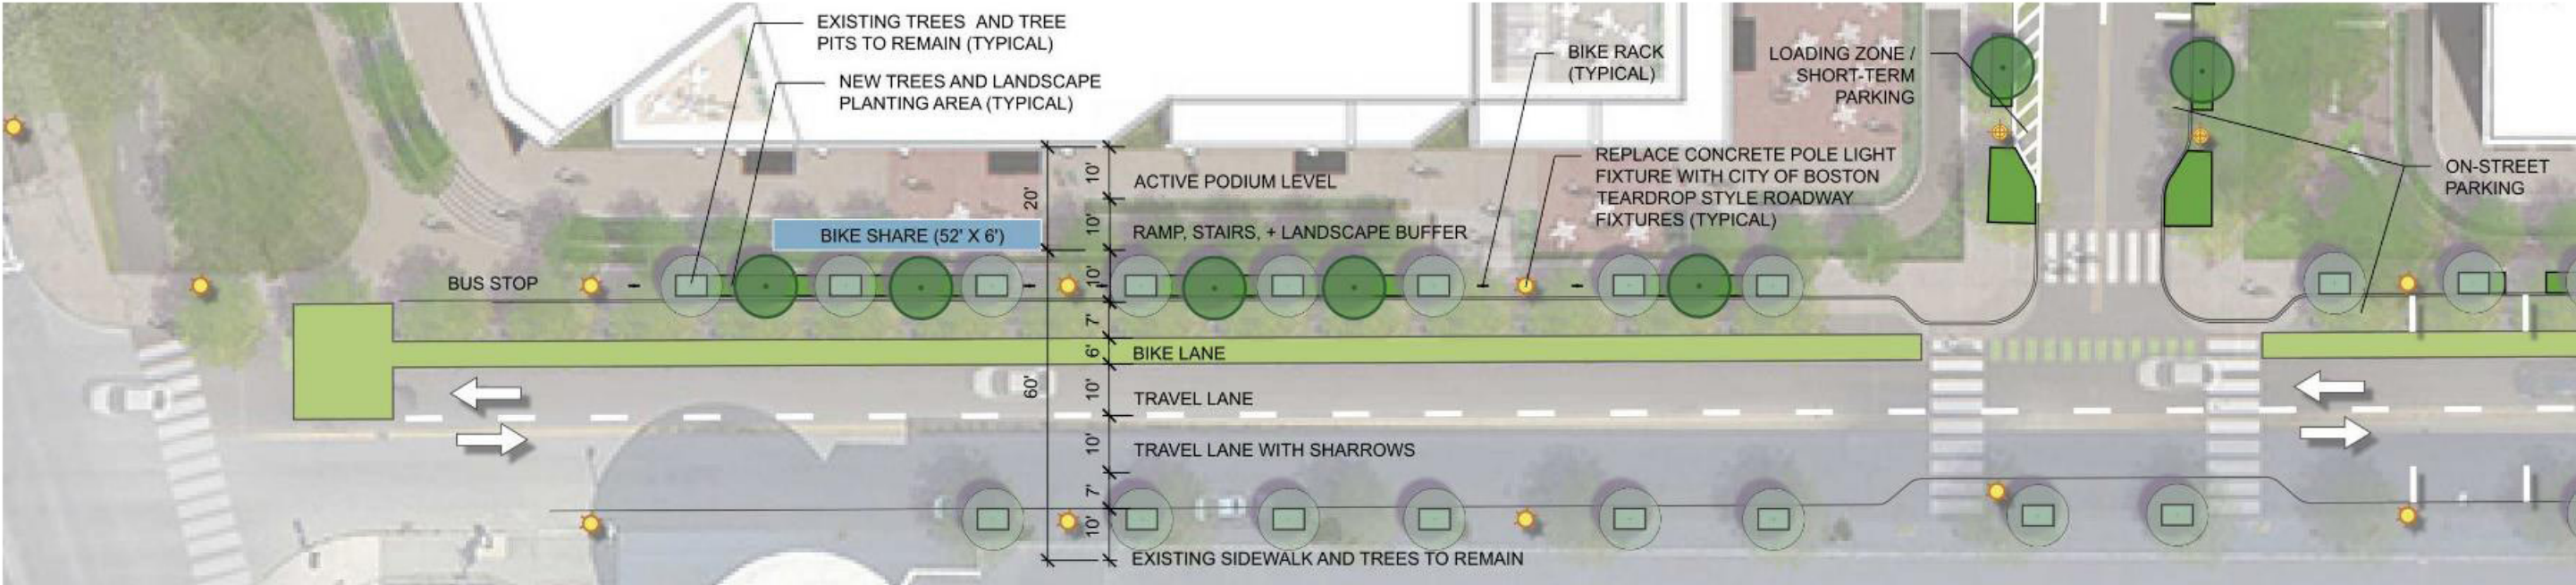 EXISTING TREES AND TREE
PITS TO REMAIN (TYPICAL)
NEW TREES AND LANDSCAPE
PLANTING AREA (TYPICAL)
BIKE RACK
(TYPICAL)
LOADING ZONE /
SHORT-TERM
PARKING
REPLACE CONCRETE POLE LIGHT
FIXTURE WITH CITY OF BOSTON
TEARDROP STYLE ROADWAY
FIXTURES (TYPICAL)
ON-STREET
PARKING
20'
10'
ACTIVE PODIUM LEVEL
10'
RAMP, STAIRS, + LANDSCAPE BUFFER
BIKE SHARE (52' X 6')
BUS STOP
10'
7'
6'
BIKE LANE
60'
10'
TRAVEL LANE
10'
TRAVEL LANE WITH SHARROWS
7'
10'
EXISTING SIDEWALK AND TREES TO REMAIN